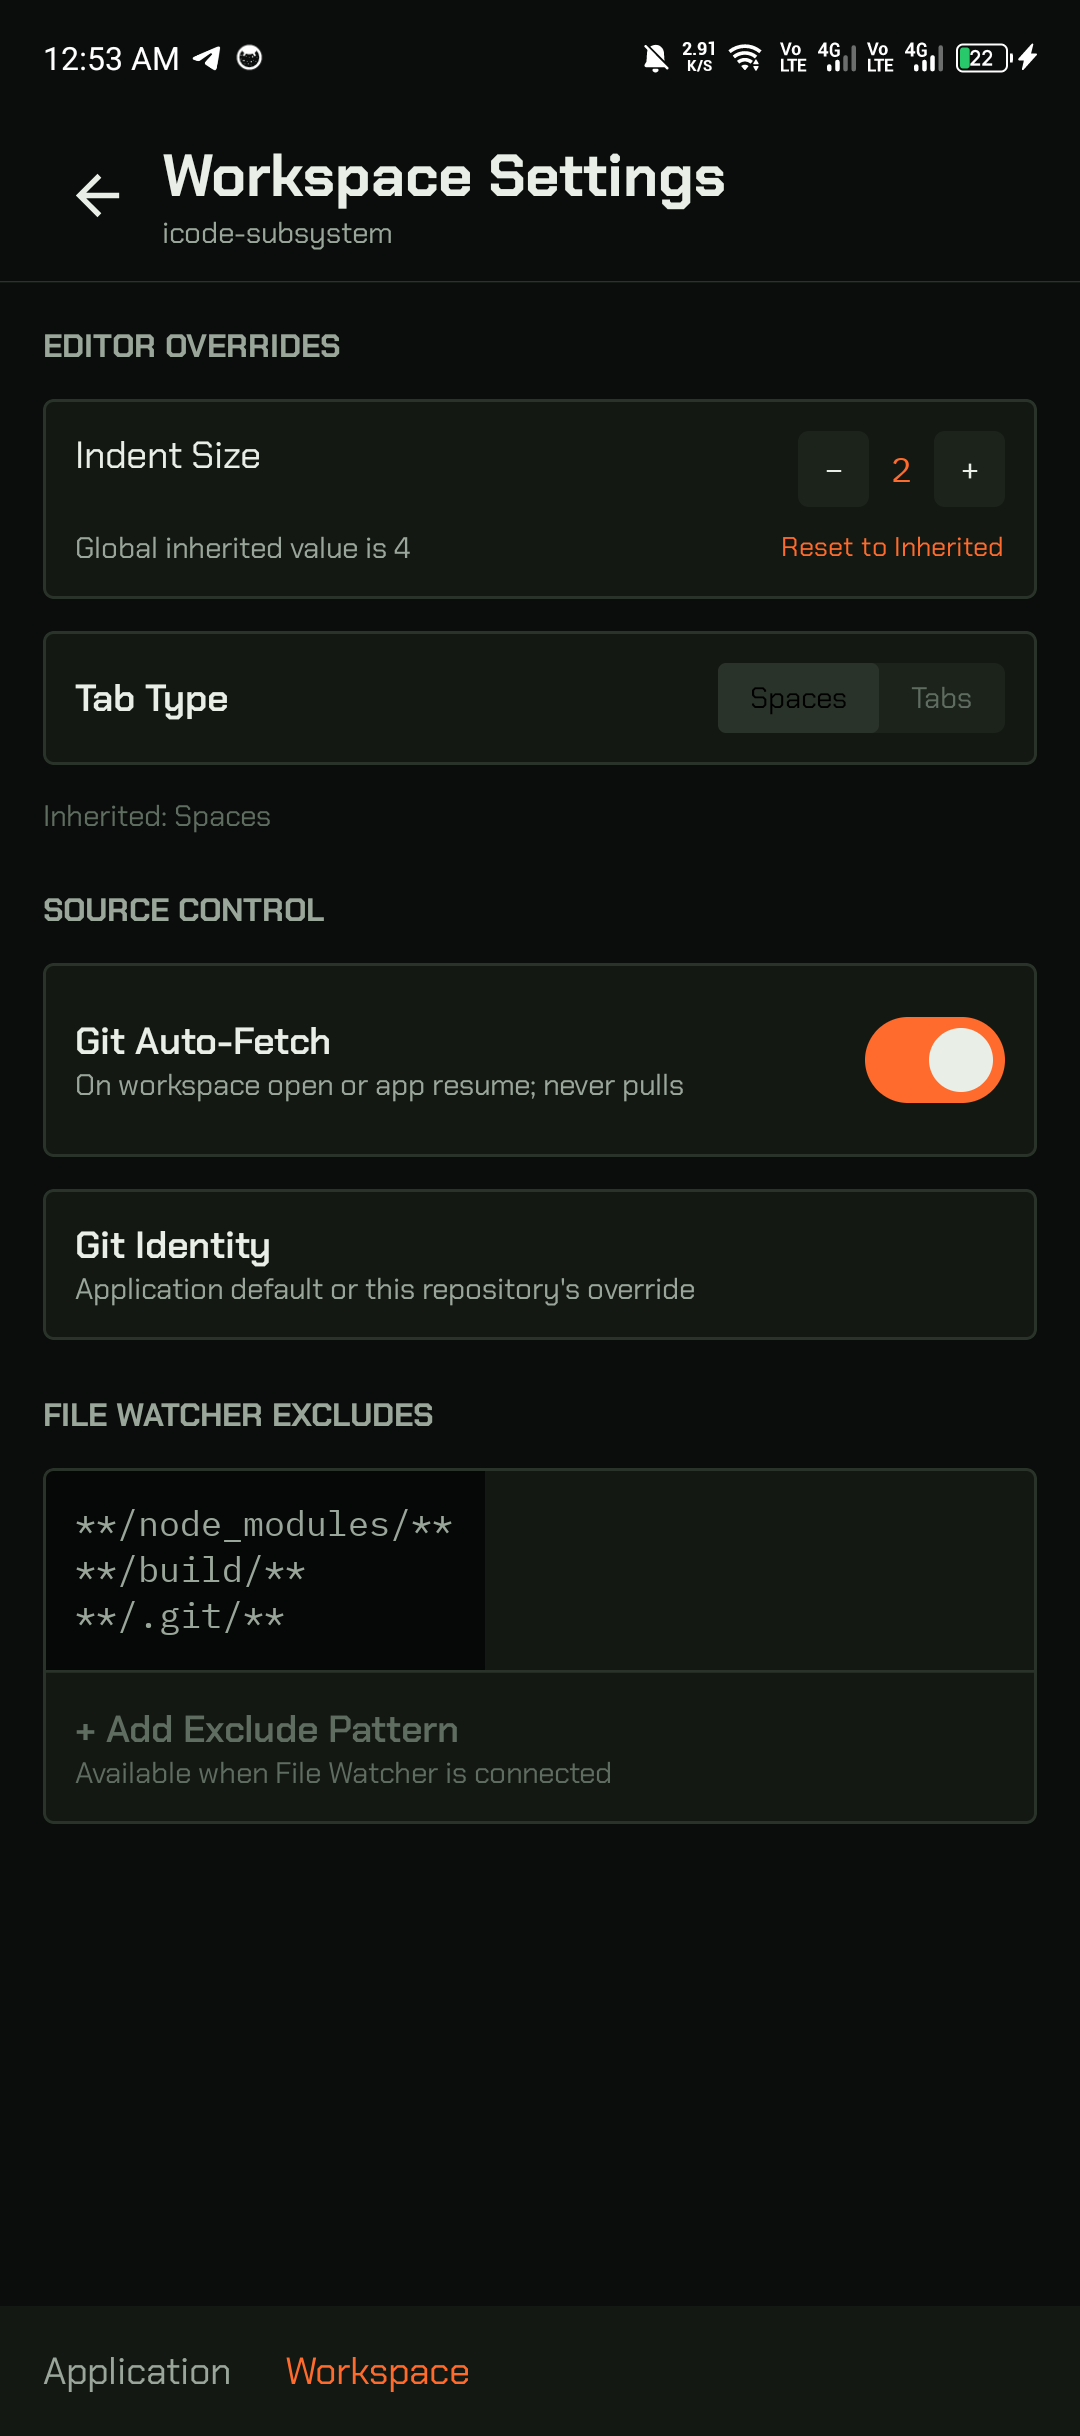 12:53 AM
2.91 K/S
Vo LTE 4G Vo LTE 4G 22
Workspace Settings
icode-subsystem
EDITOR OVERRIDES
Indent Size
− 2 +
Global inherited value is 4
Reset to Inherited
Tab Type
Spaces Tabs
Inherited: Spaces
SOURCE CONTROL
Git Auto-Fetch
On workspace open or app resume; never pulls
Git Identity
Application default or this repository's override
FILE WATCHER EXCLUDES
**/node_modules/**
**/build/**
**/.git/**
+ Add Exclude Pattern
Available when File Watcher is connected
Application Workspace